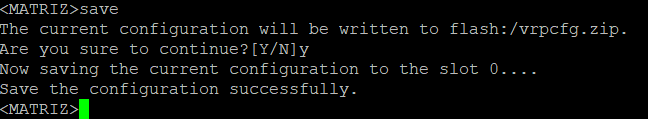 <MATRIZ>save
The current configuration will be written to flash:/vrpcfg.zip.
Are you sure to continue?[Y/N]y
Now saving the current configuration to the slot 0....
Save the configuration successfully.
<MATRIZ>